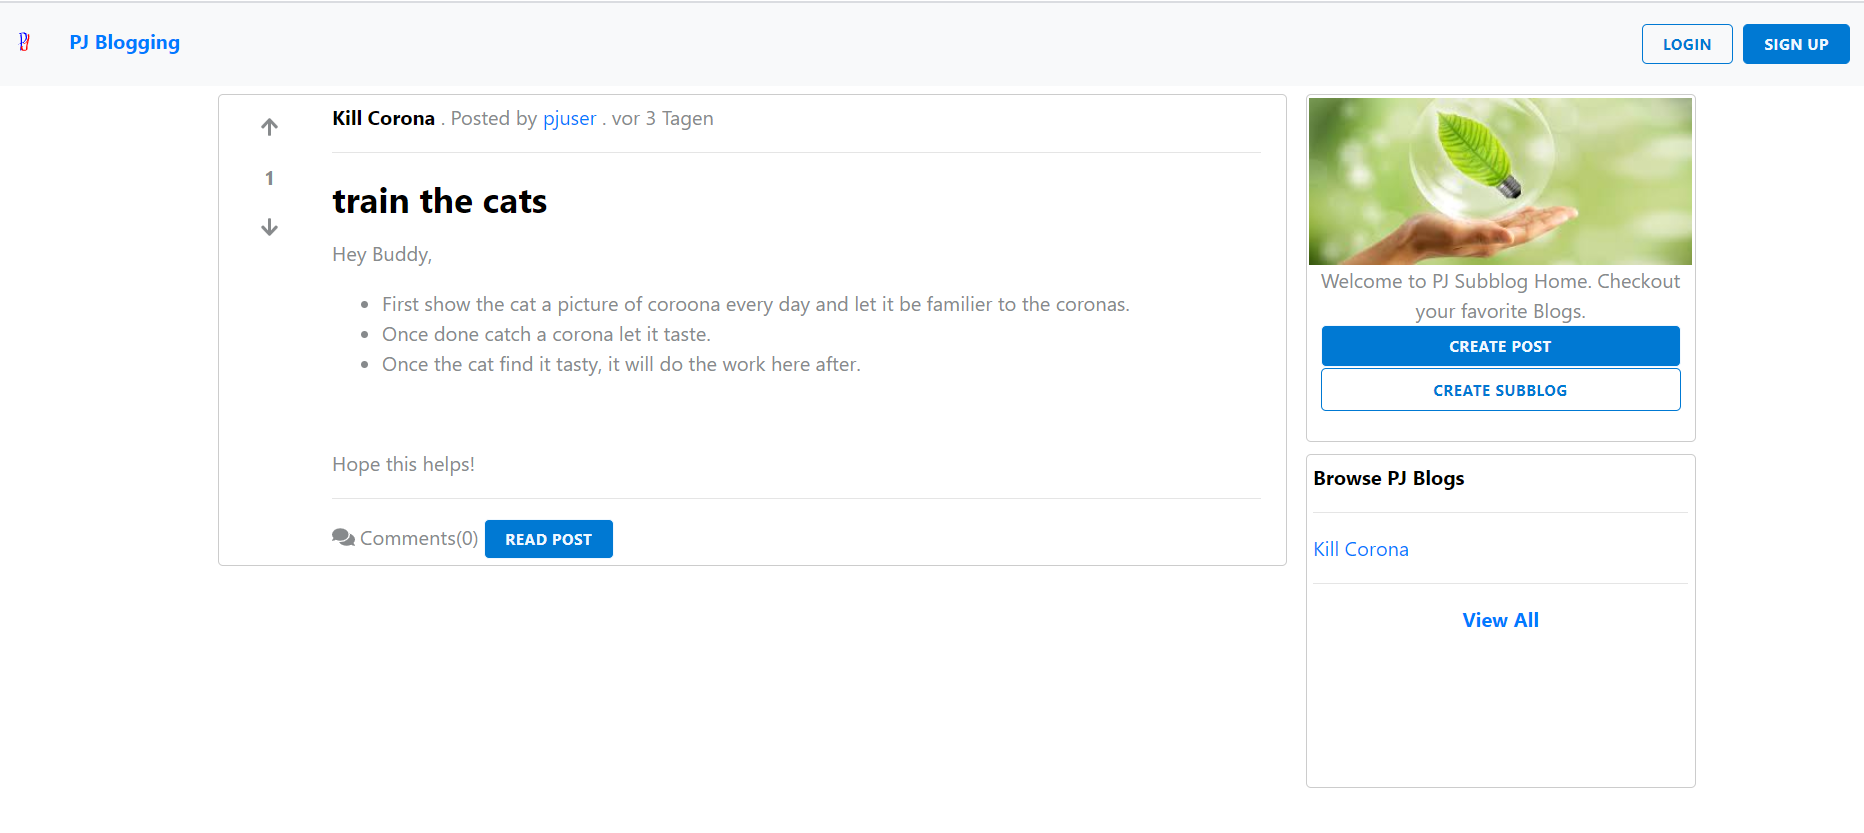 PJ Blogging
LOGIN
SIGN UP
Kill Corona . Posted by pjuser . vor 3 Tagen
1
train the cats
Hey Buddy,
• First show the cat a picture of coroona every day and let it be familier to the coronas.
• Once done catch a corona let it taste.
• Once the cat find it tasty, it will do the work here after.
Hope this helps!
Comments(0)
READ POST
Welcome to PJ Subblog Home. Checkout
your favorite Blogs.
CREATE POST
CREATE SUBBLOG
Browse PJ Blogs
Kill Corona
View All